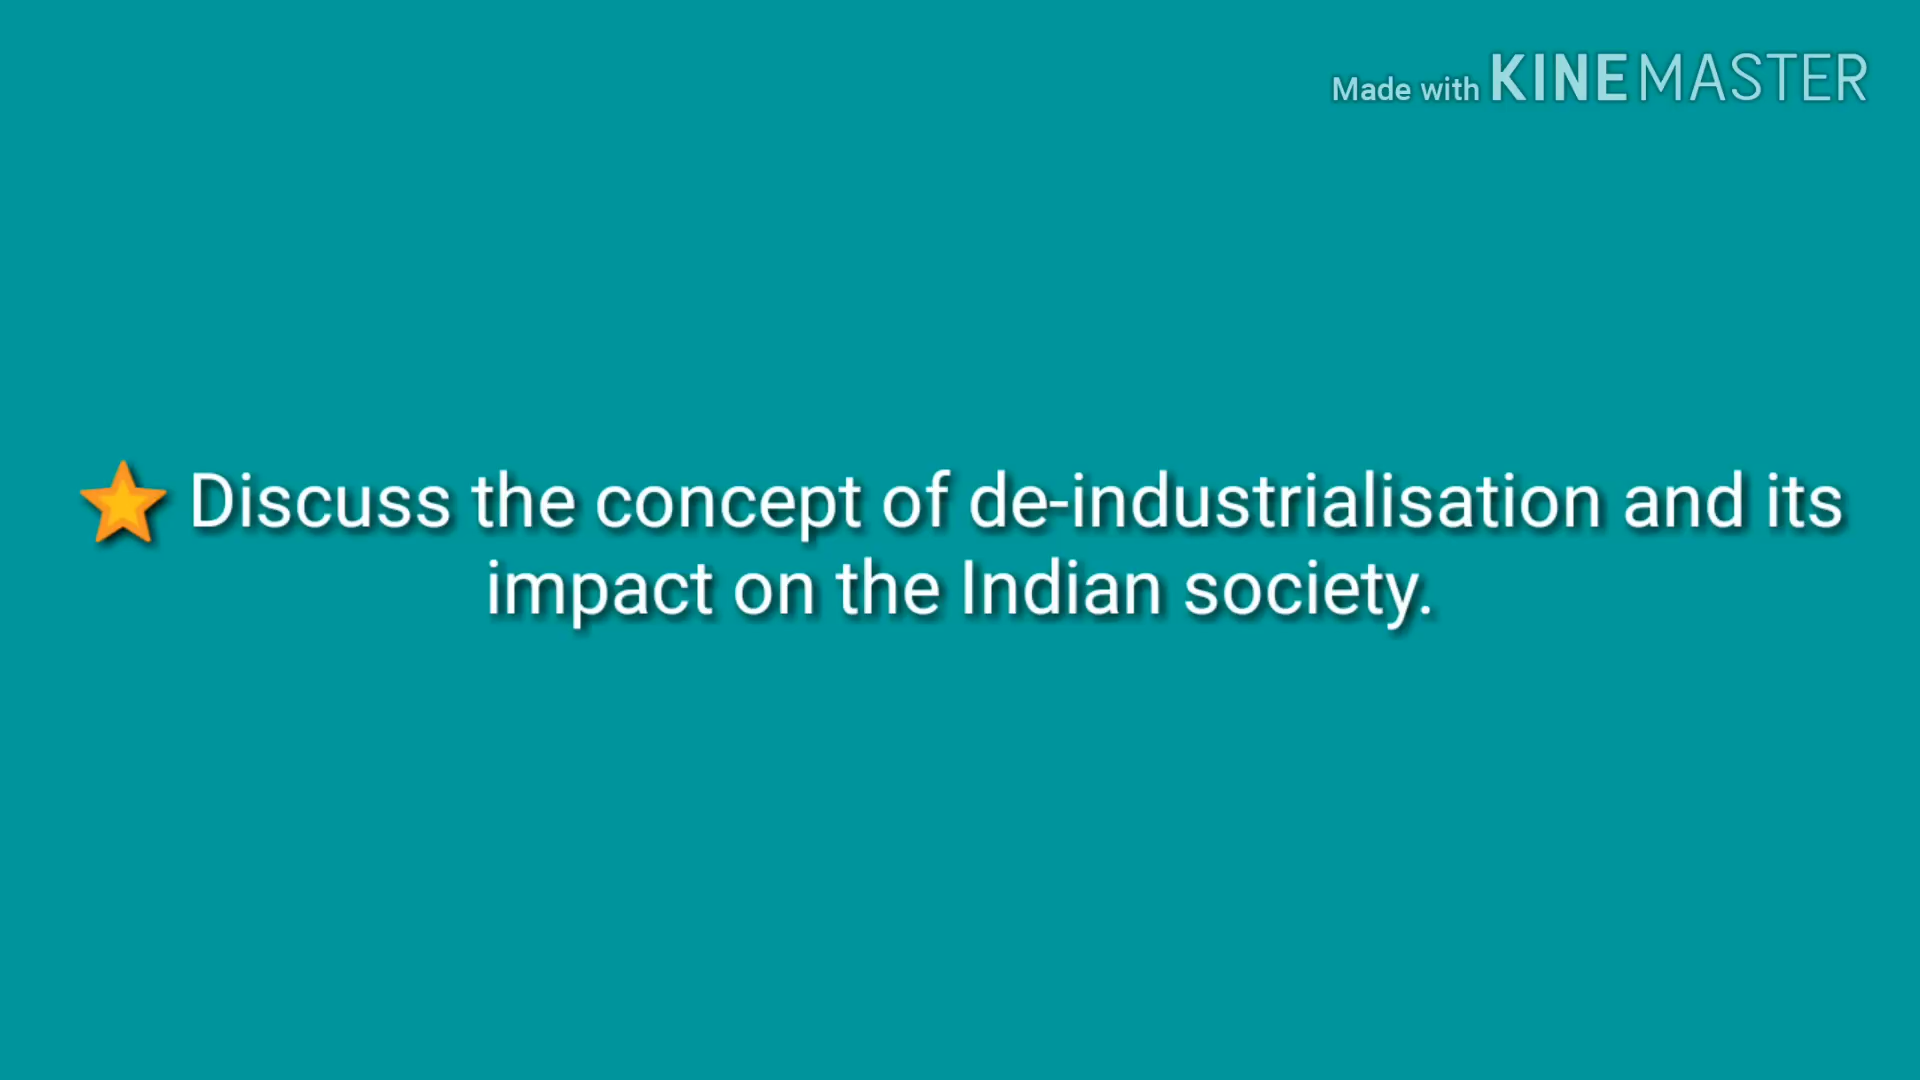 Made with KINEMASTER
⭐ Discuss the concept of de-industrialisation and its
impact on the Indian society.